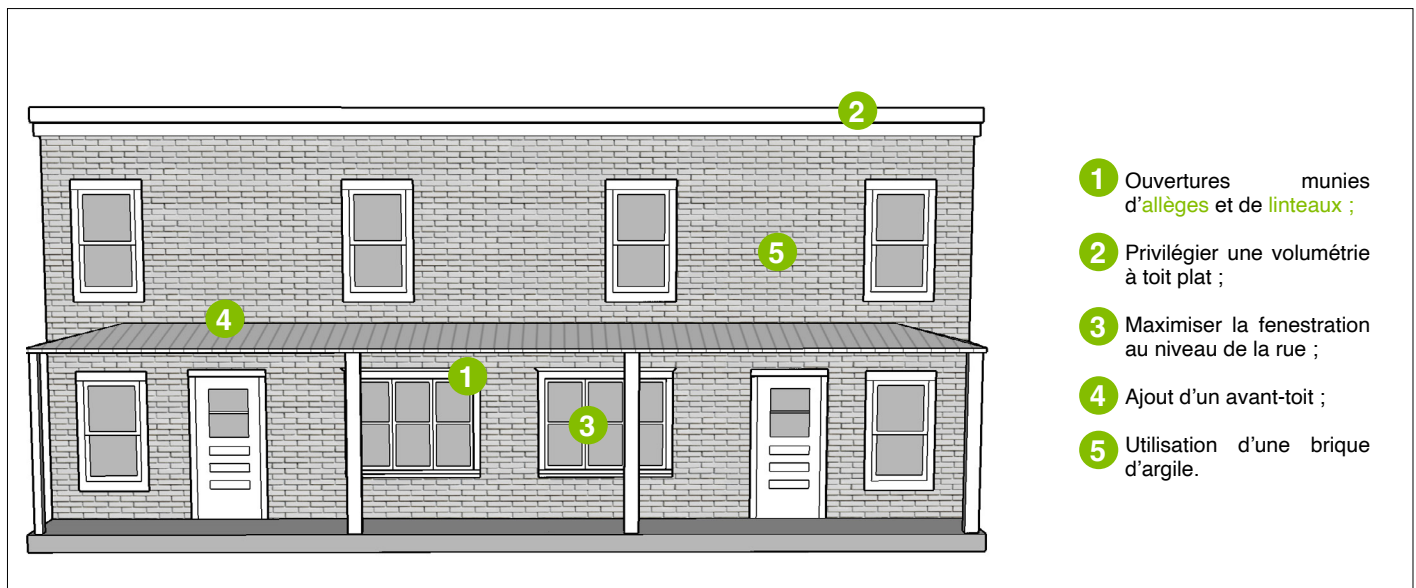 2
5
4
1
3
1 Ouvertures munies
d'allèges et de linteaux ;
2 Privilégier une volumétrie
à toit plat ;
3 Maximiser la fenestration
au niveau de la rue ;
4 Ajout d'un avant-toit ;
5 Utilisation d'une brique
d'argile.